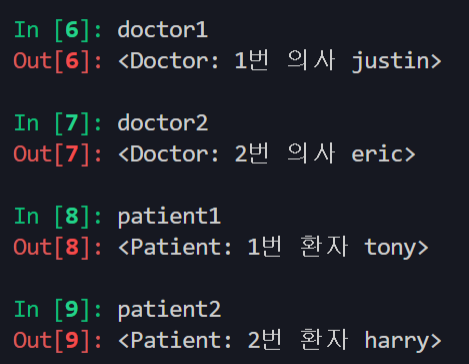 In [6]: doctor1
Out[6]: <Doctor: 1번 의사 justin>
In [7]: doctor2
Out[7]: <Doctor: 2번 의사 eric>
In [8]: patient1
Out[8]: <Patient: 1번 환자 tony>
In [9]: patient2
Out[9]: <Patient: 2번 환자 harry>